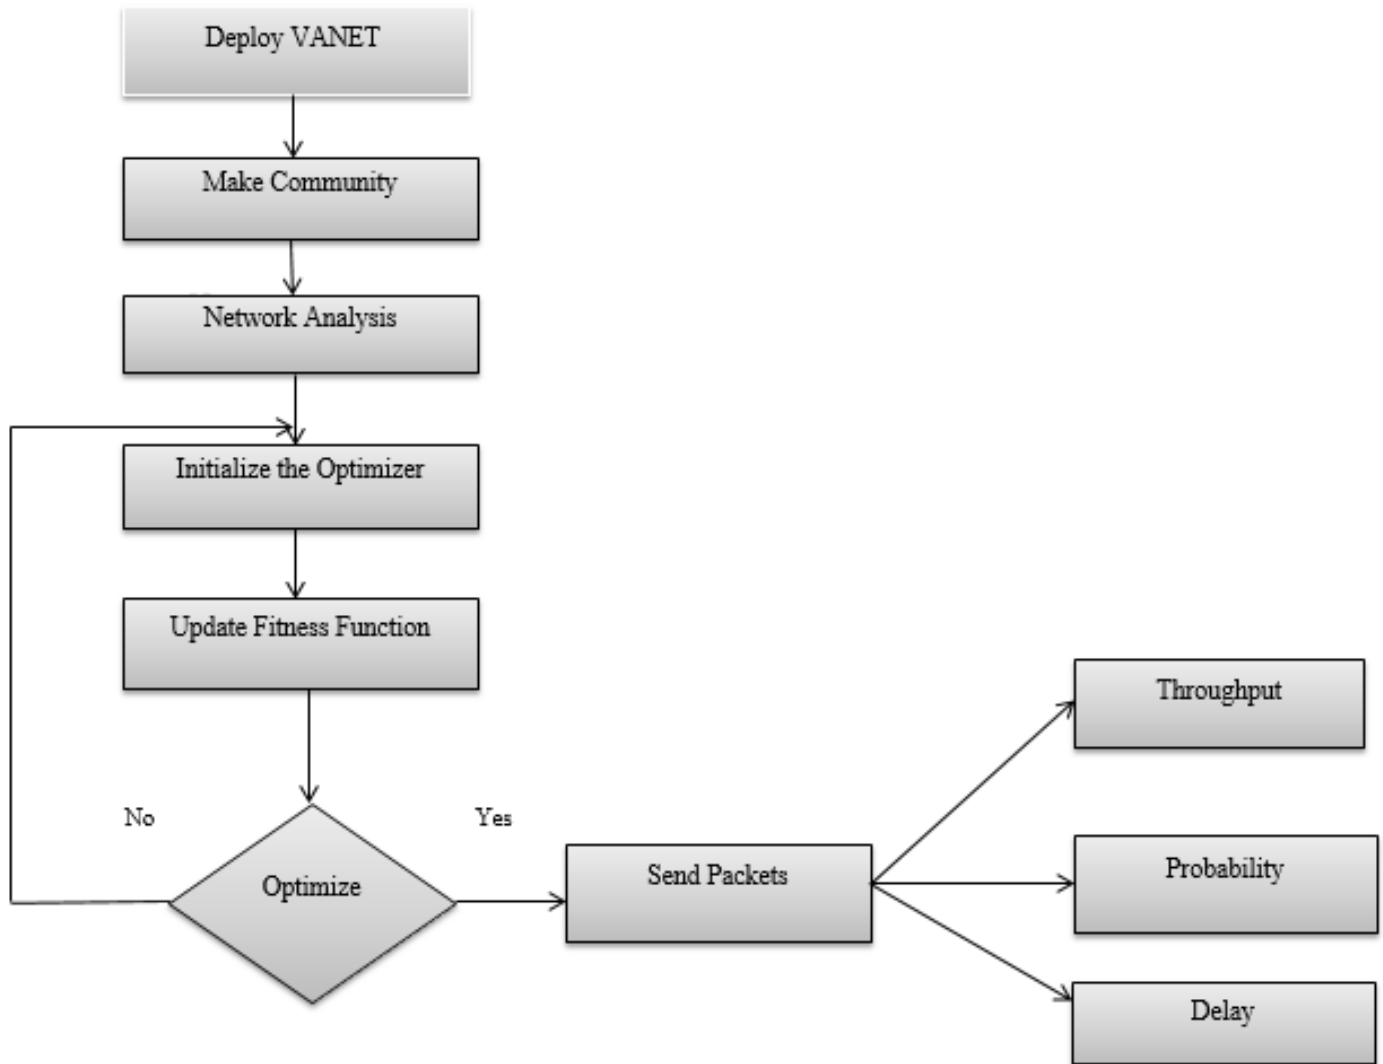 Deploy VANET
Make Community
Network Analysis
Initialize the Optimizer
Update Fitness Function
No
Yes
Optimize
Send Packets
Throughput
Probability
Delay